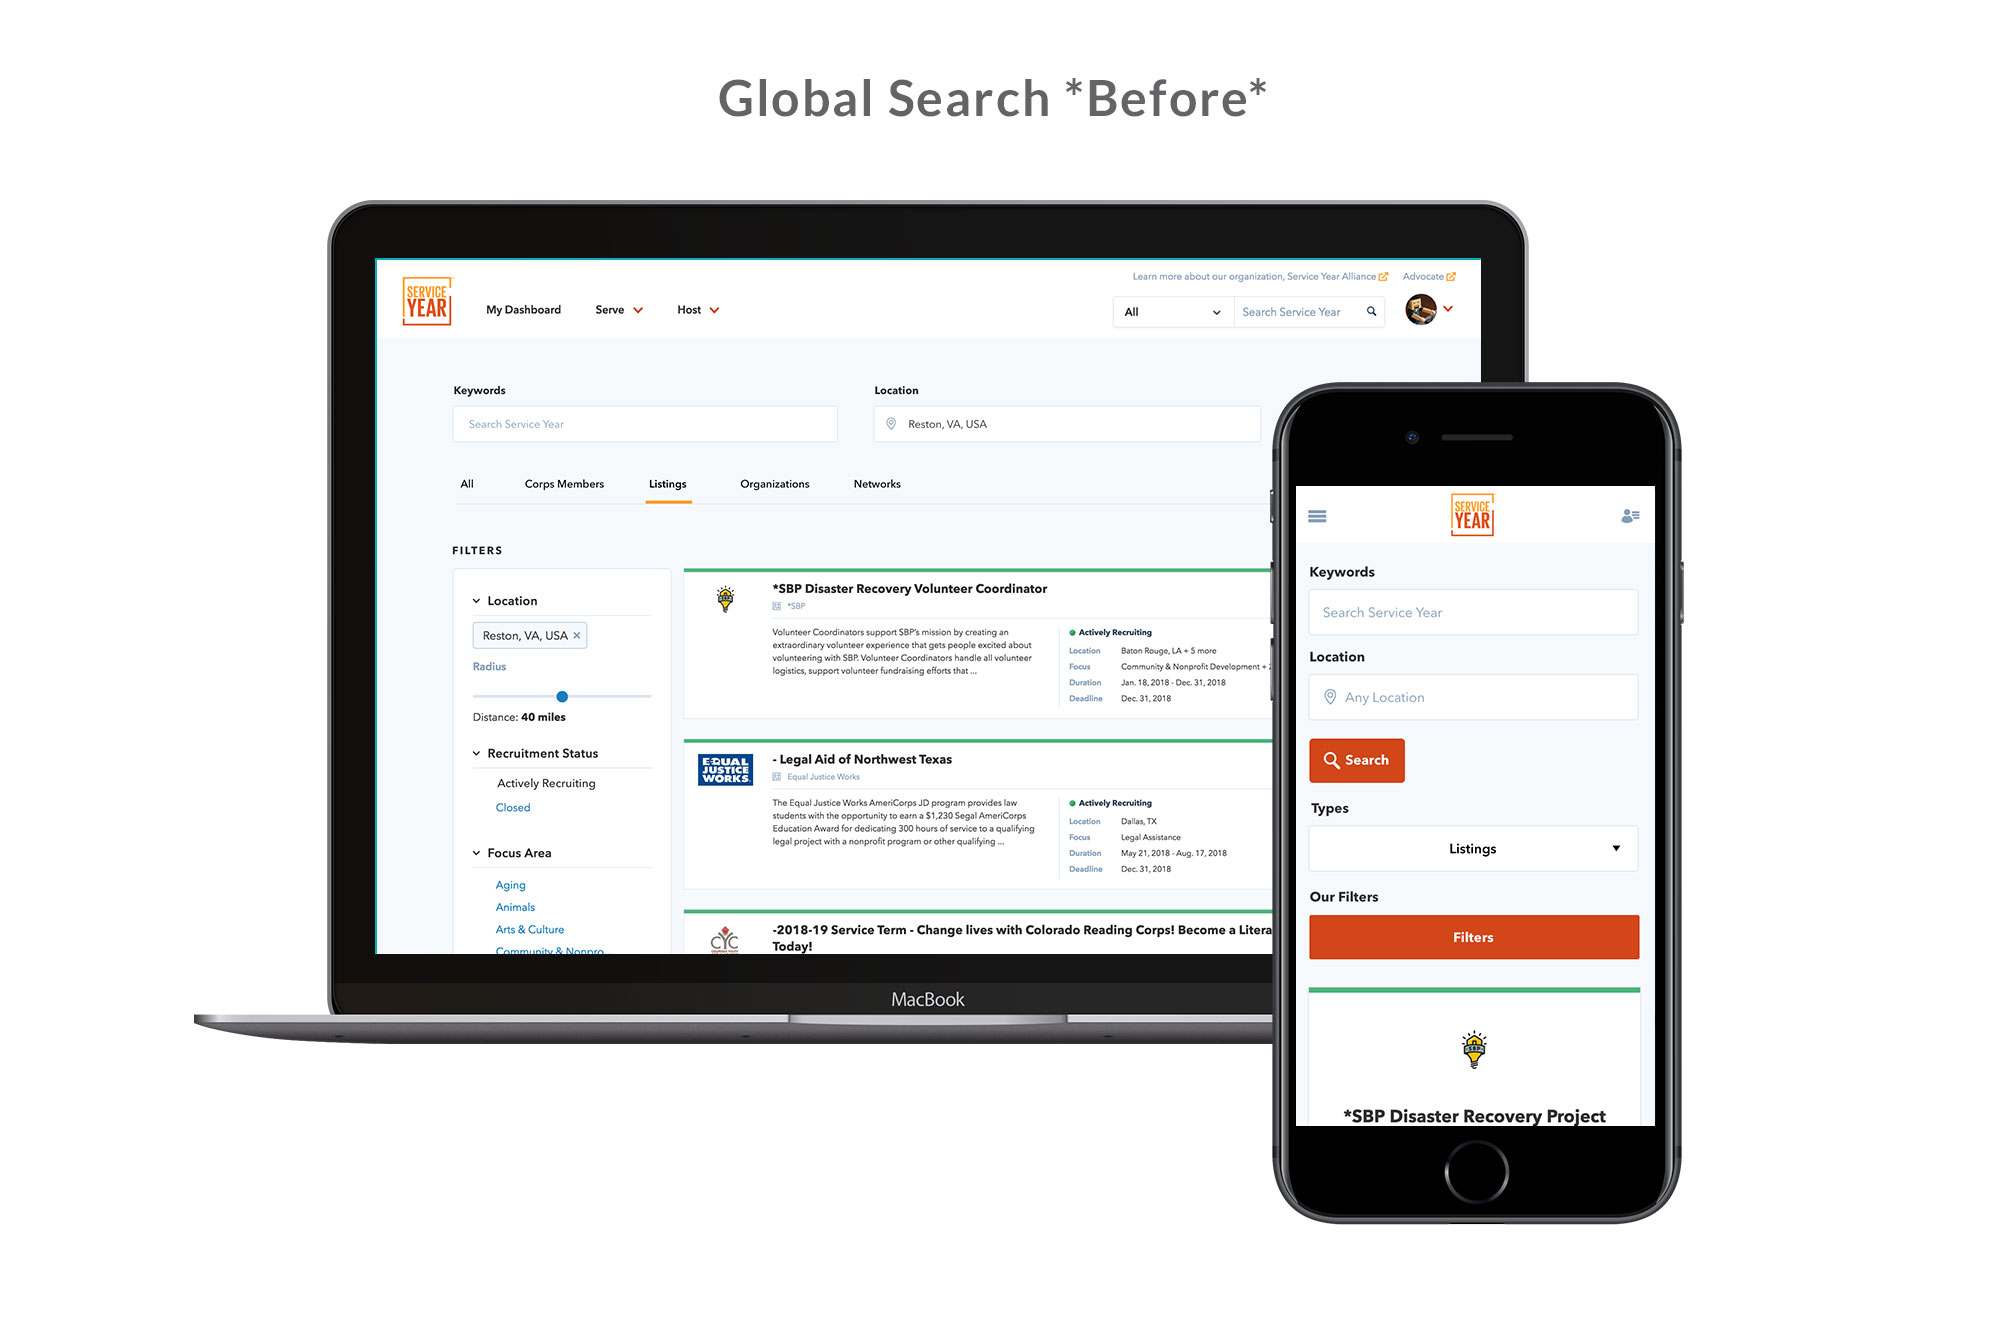 Global Search *Before*
SERVICE
YEAR
My Dashboard
Serve
Host
Learn more about our organization, Service Year Alliance
Advocate
All
Search Service Year
Keywords
Search Service Year
Location
Reston, VA, USA
All
Corps Members
Listings
Organizations
Networks
FILTERS
Location
Reston, VA, USA ×
Radius
Distance: 40 miles
Recruitment Status
Actively Recruiting
Closed
Focus Area
Aging
Animals
Arts & Culture
Community & Nonpro...
SBP
*SBP Disaster Recovery Volunteer Coordinator
*SBP
Volunteer Coordinators support SBP's mission by creating an
extraordinary volunteer experience that gets people excited about
volunteering with SBP. Volunteer Coordinators handle all volunteer
logistics, support volunteer fundraising efforts that ...
Actively Recruiting
Location Baton Rouge, LA + 5 more
Focus Community & Nonprofit Development + 2
Duration Jan. 18, 2018 - Dec. 31, 2018
Deadline Dec. 31, 2018
EQUAL
JUSTICE
WORKS
- Legal Aid of Northwest Texas
Equal Justice Works
The Equal Justice Works AmeriCorps JD program provides law
students with the opportunity to earn a $1,230 Segal AmeriCorps
Education Award for dedicating 300 hours of service to a qualifying
legal project with a nonprofit program or other qualifying ...
Actively Recruiting
Location Dallas, TX
Focus Legal Assistance
Duration May 21, 2018 - Aug. 17, 2018
Deadline Dec. 31, 2018
CYC
-2018-19 Service Term - Change lives with Colorado Reading Corps! Become a Litera
Today!
MacBook
SERVICE
YEAR
Keywords
Search Service Year
Location
Any Location
Search
Types
Listings
Our Filters
Filters
SBP
*SBP Disaster Recovery Project